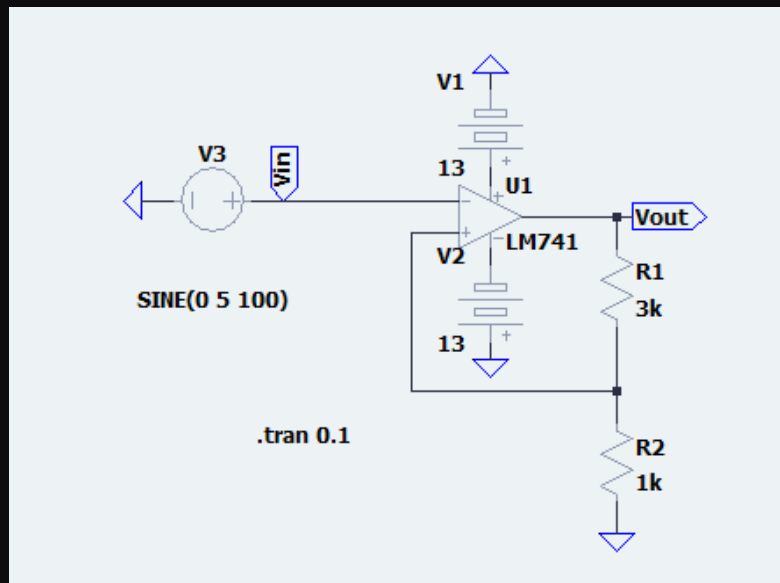 V1
V3
Vin
13
U1
Vout
V2
LM741
R1
3k
SINE(0 5 100)
13
.tran 0.1
R2
1k